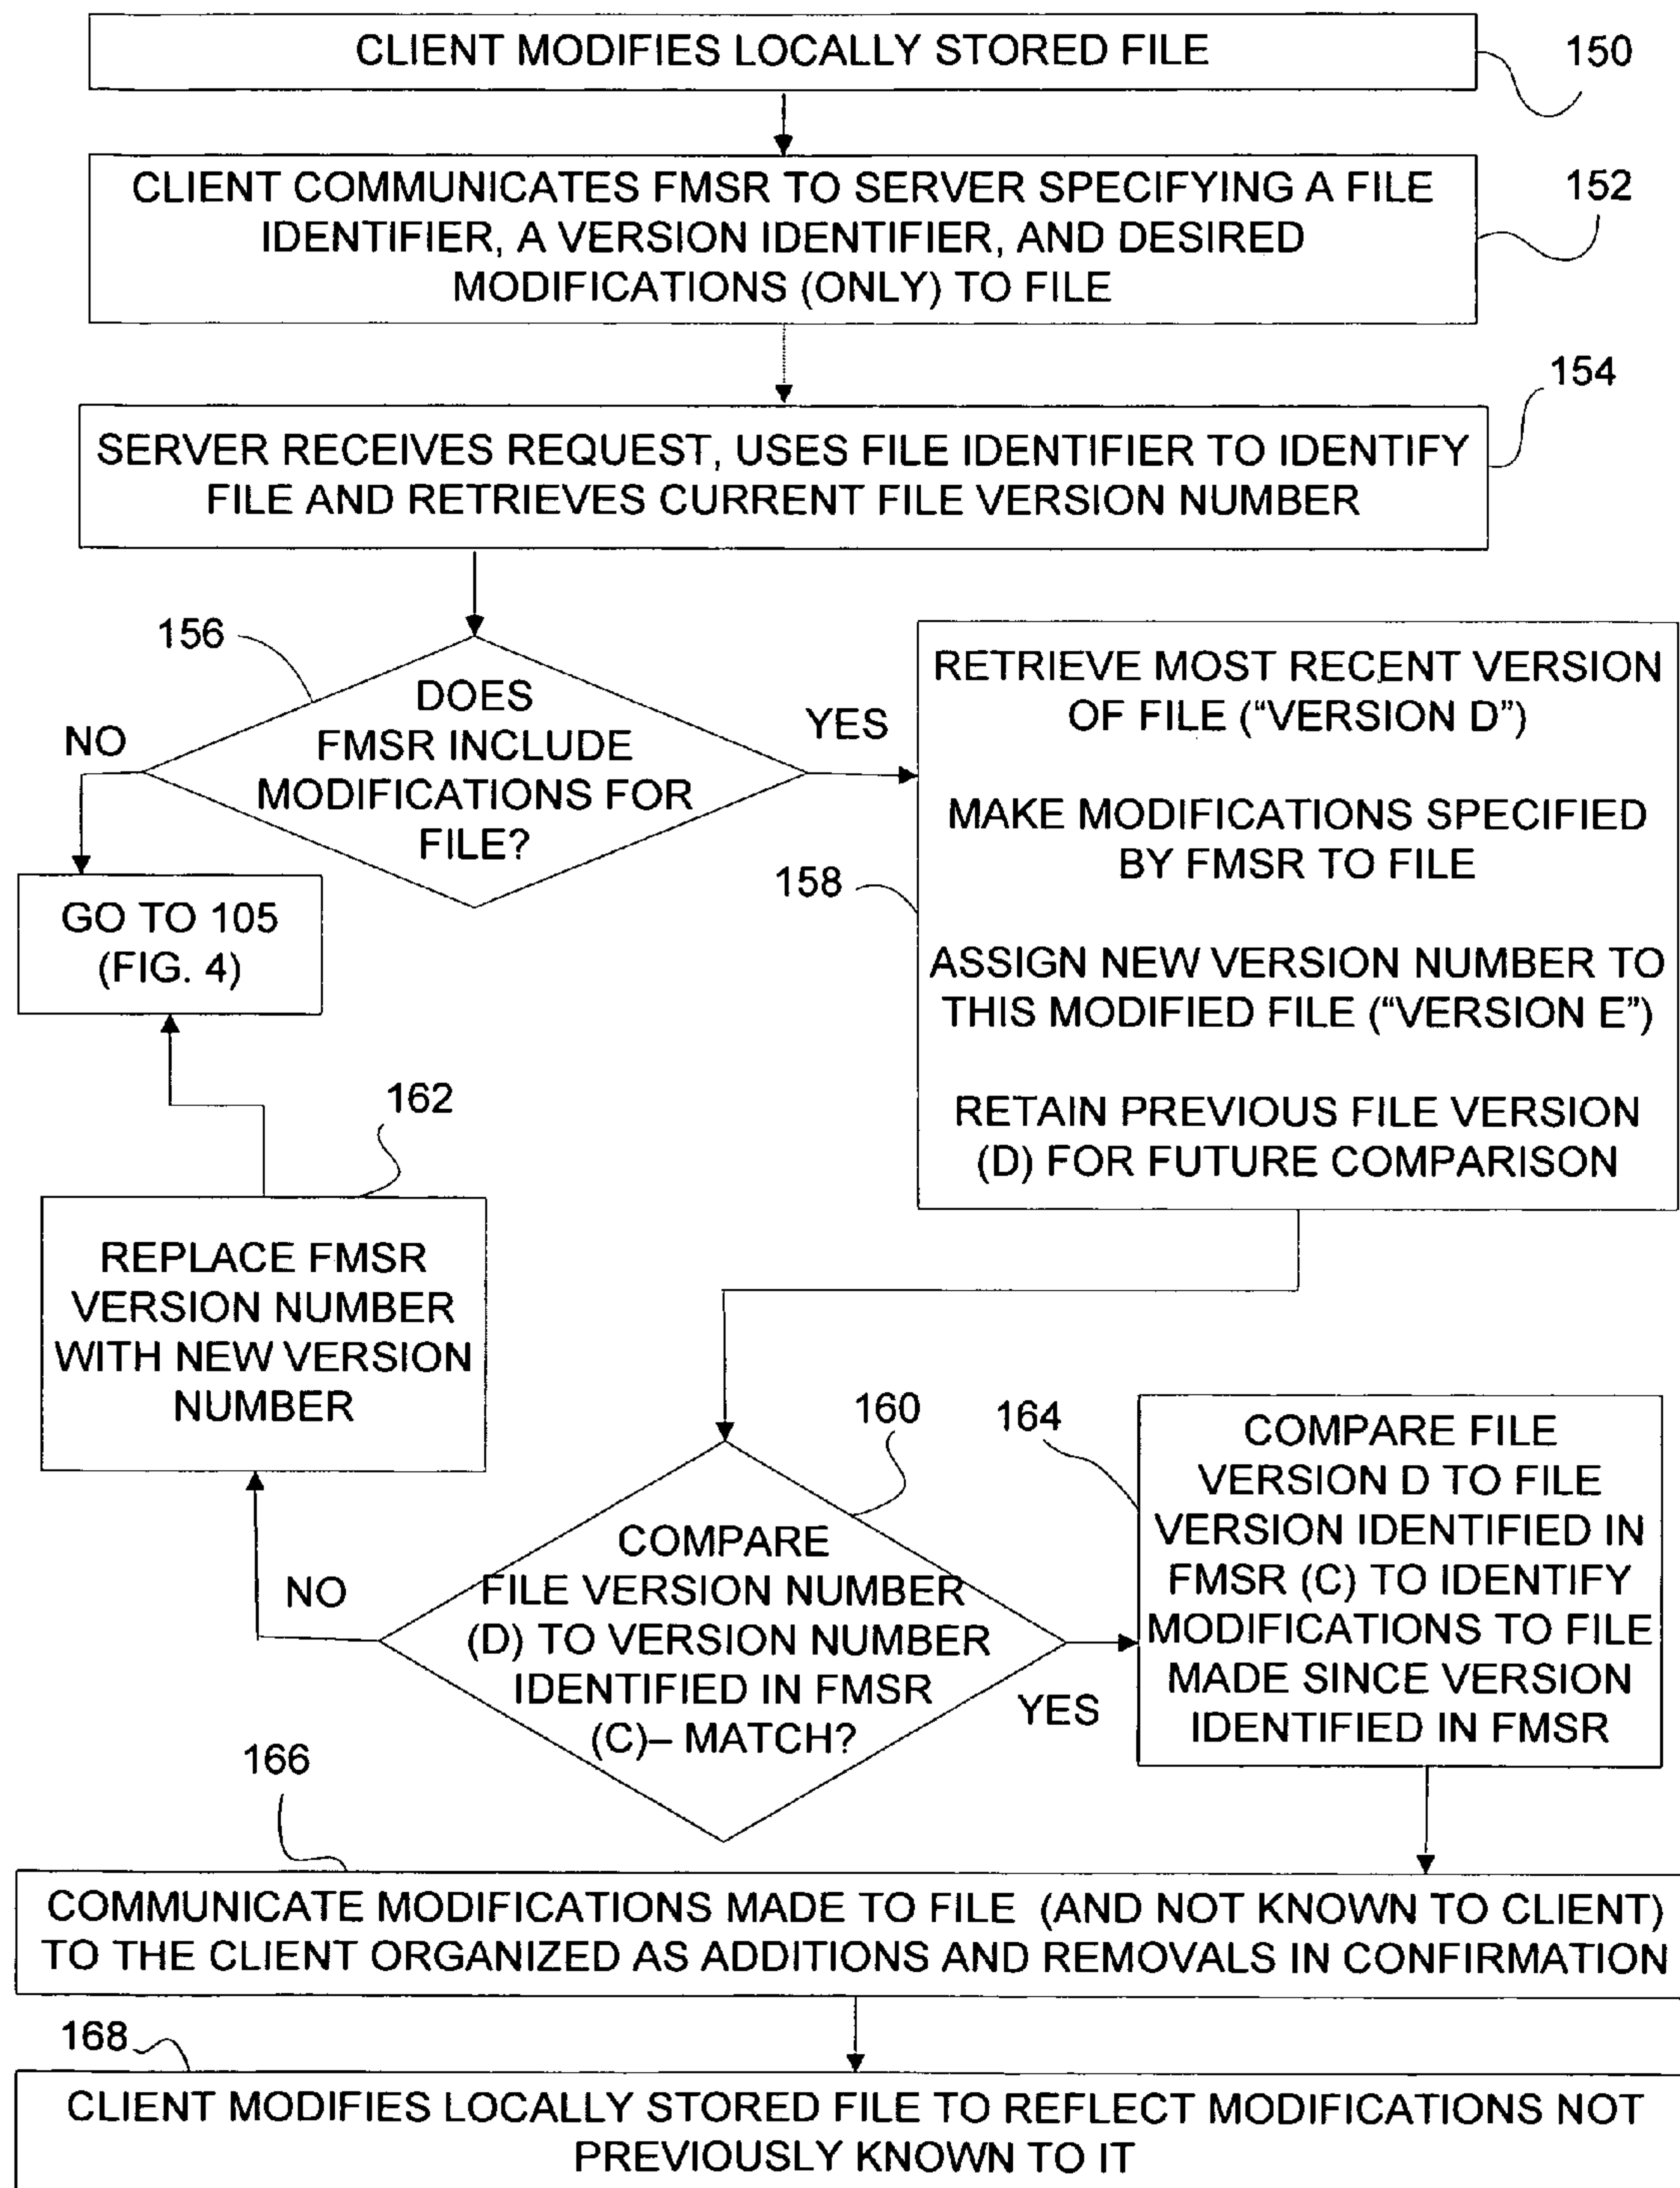 CLIENT MODIFIES LOCALLY STORED FILE
150
CLIENT COMMUNICATES FMSR TO SERVER SPECIFYING A FILE
IDENTIFIER, A VERSION IDENTIFIER, AND DESIRED
MODIFICATIONS (ONLY) TO FILE
152
154
SERVER RECEIVES REQUEST, USES FILE IDENTIFIER TO IDENTIFY
FILE AND RETRIEVES CURRENT FILE VERSION NUMBER
156
DOES
FMSR INCLUDE
MODIFICATIONS FOR
FILE?
NO
YES
GO TO 105
(FIG. 4)
158
RETRIEVE MOST RECENT VERSION
OF FILE (“VERSION D”)
MAKE MODIFICATIONS SPECIFIED
BY FMSR TO FILE
ASSIGN NEW VERSION NUMBER TO
THIS MODIFIED FILE (“VERSION E”)
RETAIN PREVIOUS FILE VERSION
(D) FOR FUTURE COMPARISON
162
REPLACE FMSR
VERSION NUMBER
WITH NEW VERSION
NUMBER
160
COMPARE
FILE VERSION NUMBER
(D) TO VERSION NUMBER
IDENTIFIED IN FMSR
(C)– MATCH?
NO
YES
164
COMPARE FILE
VERSION D TO FILE
VERSION IDENTIFIED IN
FMSR (C) TO IDENTIFY
MODIFICATIONS TO FILE
MADE SINCE VERSION
IDENTIFIED IN FMSR
166
COMMUNICATE MODIFICATIONS MADE TO FILE (AND NOT KNOWN TO CLIENT)
TO THE CLIENT ORGANIZED AS ADDITIONS AND REMOVALS IN CONFIRMATION
168
CLIENT MODIFIES LOCALLY STORED FILE TO REFLECT MODIFICATIONS NOT
PREVIOUSLY KNOWN TO IT